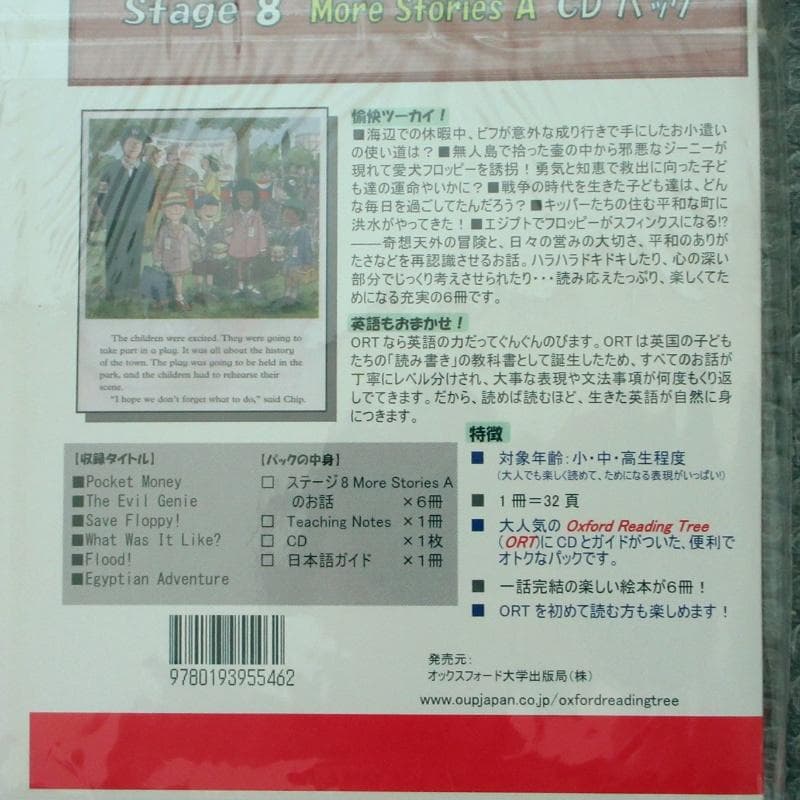 Stage 8 More Stories A CD パック
愉快ツーカイ!
■海辺での休暇中、ビフが意外な成り行きで手にしたお小遣い
の使い道は?■無人島で拾った壺の中から邪悪なジーニーが
現れて愛犬フロッピーを誘拐!勇気と知恵で救出に向った子ど
も達の運命やいかに?■戦争の時代を生きた子ども達は、どん
な毎日を過ごしてたんだろう?■キッパーたちの住む平和な町に
洪水がやってきた!■エジプトでフロッピーがスフィンクスになる!?
――奇想天外の冒険と、日々の営みの大切さ、平和のありが
たさなどを再認識させるお話。ハラハラドキドキしたり、心の深い
部分でじっくり考えさせられたり・・・読み応えたっぷり、楽しくてた
めになる充実の6冊です。
The children were excited. They were going to
take part in a play. It was all about the history
of the town. The play was going to be held in the
park, and the children had to rehearse their
scene.
"I hope we don't forget what to do," said Chip.
英語もおまかせ!
ORTなら英語の力だってぐんぐんのびます。ORTは英国の子ども
たちの「読み書き」の教科書として誕生したため、すべてのお話が
丁寧にレベル分けされ、大事な表現や文法事項が何度もくり返
しでてきます。だから、読めば読むほど、生きた英語が自然に身
につきます。
【収録タイトル】
■Pocket Money
■The Evil Genie
■Save Floppy!
■What Was It Like?
■Flood!
■Egyptian Adventure
【パックの中身】
□ ステージ8 More Stories A
のお話 ×6冊
□ Teaching Notes ×1冊
□ CD ×1枚
□ 日本語ガイド ×1冊
特徴
■ 対象年齢:小・中・高生程度
(大人でも楽しく読めて、ためになる表現がいっぱい!)
■ 1冊=32頁
■ 大人気の Oxford Reading Tree
(ORT)にCDとガイドがついた、便利で
オトクなパックです。
■ 一話完結の楽しい絵本が6冊!
■ ORTを初めて読む方も楽しめます!
9780193955462
発売元:
オックスフォード大学出版局(株)
www.oupjapan.co.jp/oxfordreadingtree